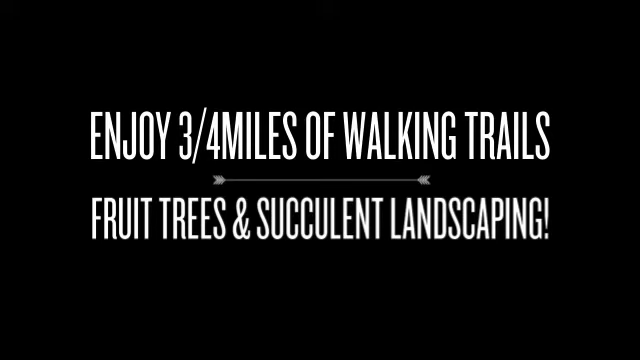 ENJOY 3/4MILES OF WALKING TRAILS
FRUIT TREES & SUCCULENT LANDSCAPING!